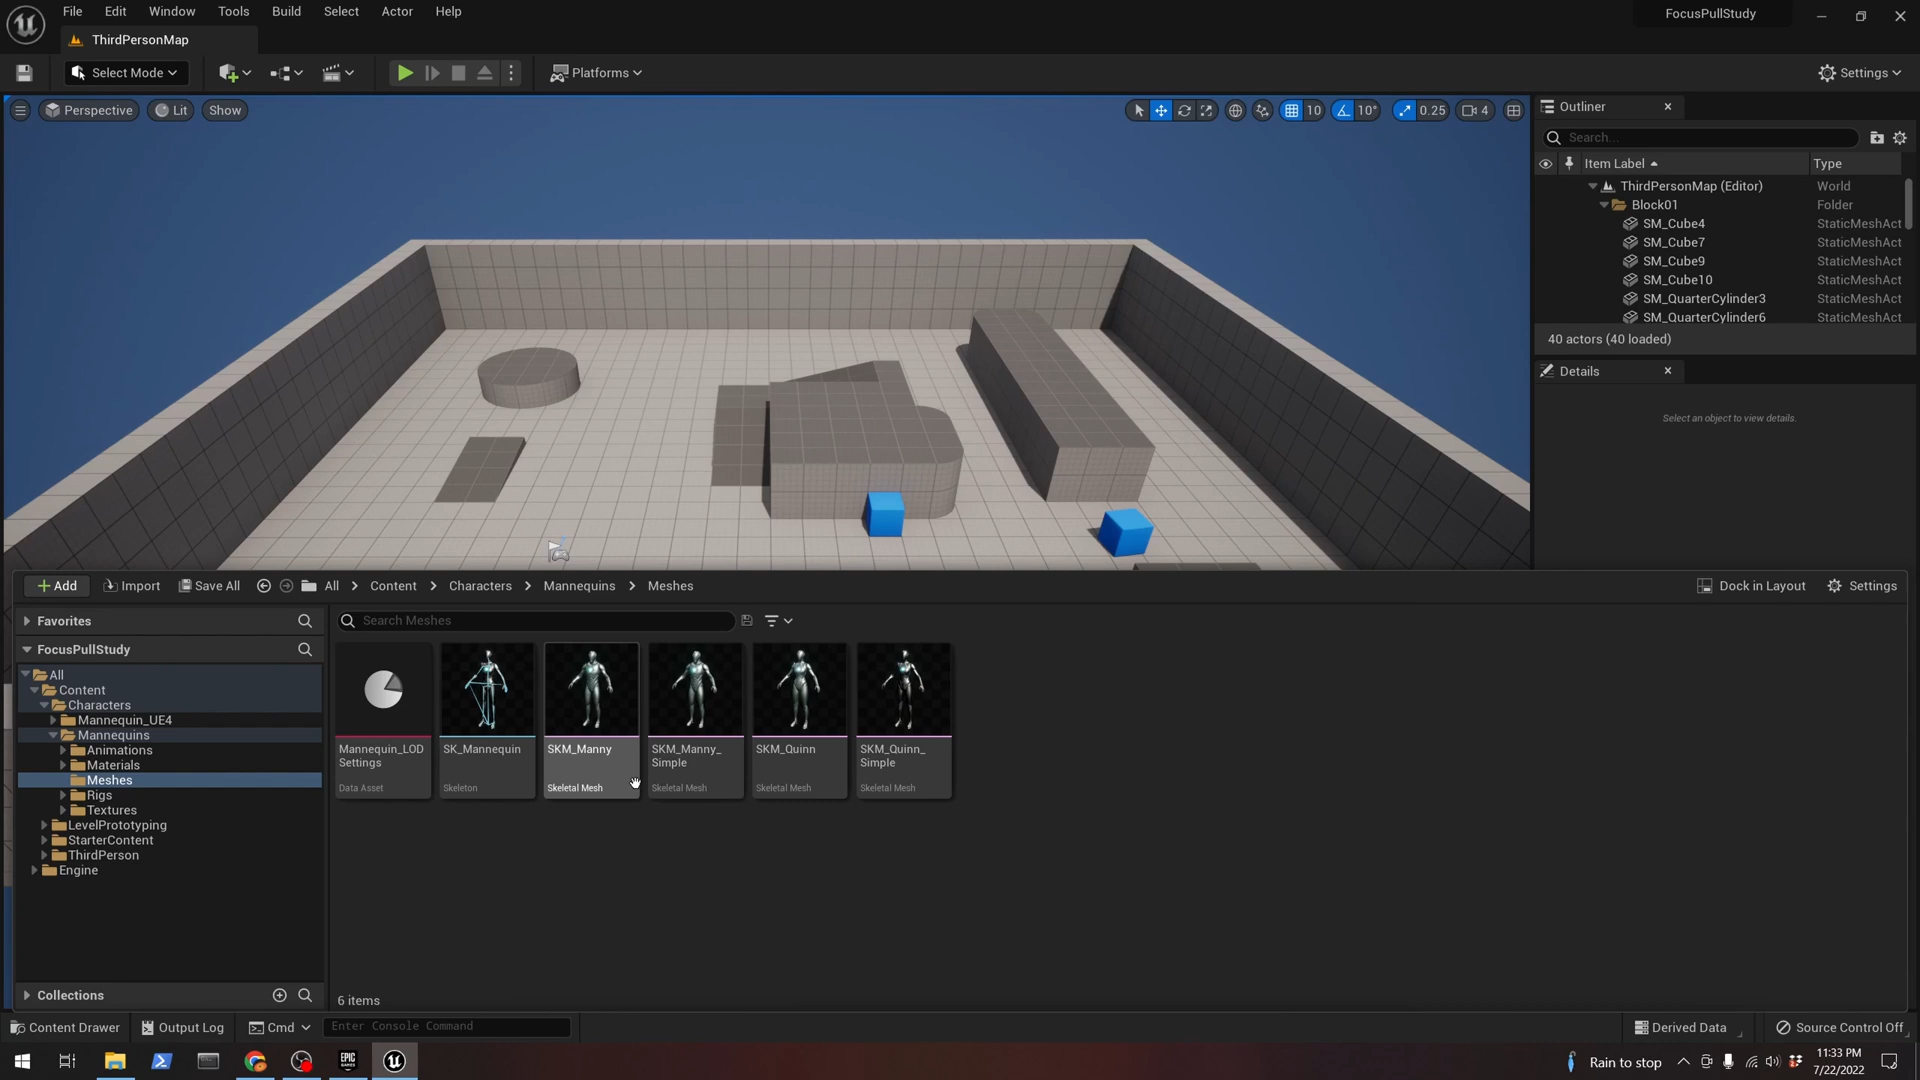 File Edit Window Tools Build Select Actor Help
FocusPullStudy
ThirdPersonMap
Select Mode
Platforms
Settings
Perspective Lit Show
10 10° 0.25 4
Outliner
Search...
Item Label Type
ThirdPersonMap (Editor) World
Block01 Folder
SM_Cube4 StaticMeshAct
SM_Cube7 StaticMeshAct
SM_Cube9 StaticMeshAct
SM_Cube10 StaticMeshAct
SM_QuarterCylinder3 StaticMeshAct
SM_QuarterCylinder6 StaticMeshAct
40 actors (40 loaded)
Details
Select an object to view details.
Add Import Save All All Content Characters Mannequins Meshes
Dock in Layout Settings
Favorites
Search Meshes
FocusPullStudy
All
Content
Characters
Mannequin_UE4
Mannequins
Animations
Materials
Meshes
Rigs
Textures
LevelPrototyping
StarterContent
ThirdPerson
Engine
Mannequin_LOD
Settings
Data Asset
SK_Mannequin
Skeleton
SKM_Manny
Skeletal Mesh
SKM_Manny_
Simple
Skeletal Mesh
SKM_Quinn
Skeletal Mesh
SKM_Quinn_
Simple
Skeletal Mesh
Collections
6 items
Content Drawer Output Log Cmd Enter Console Command
Derived Data Source Control Off
EPIC
GAMES
Rain to stop
11:33 PM
7/22/2022